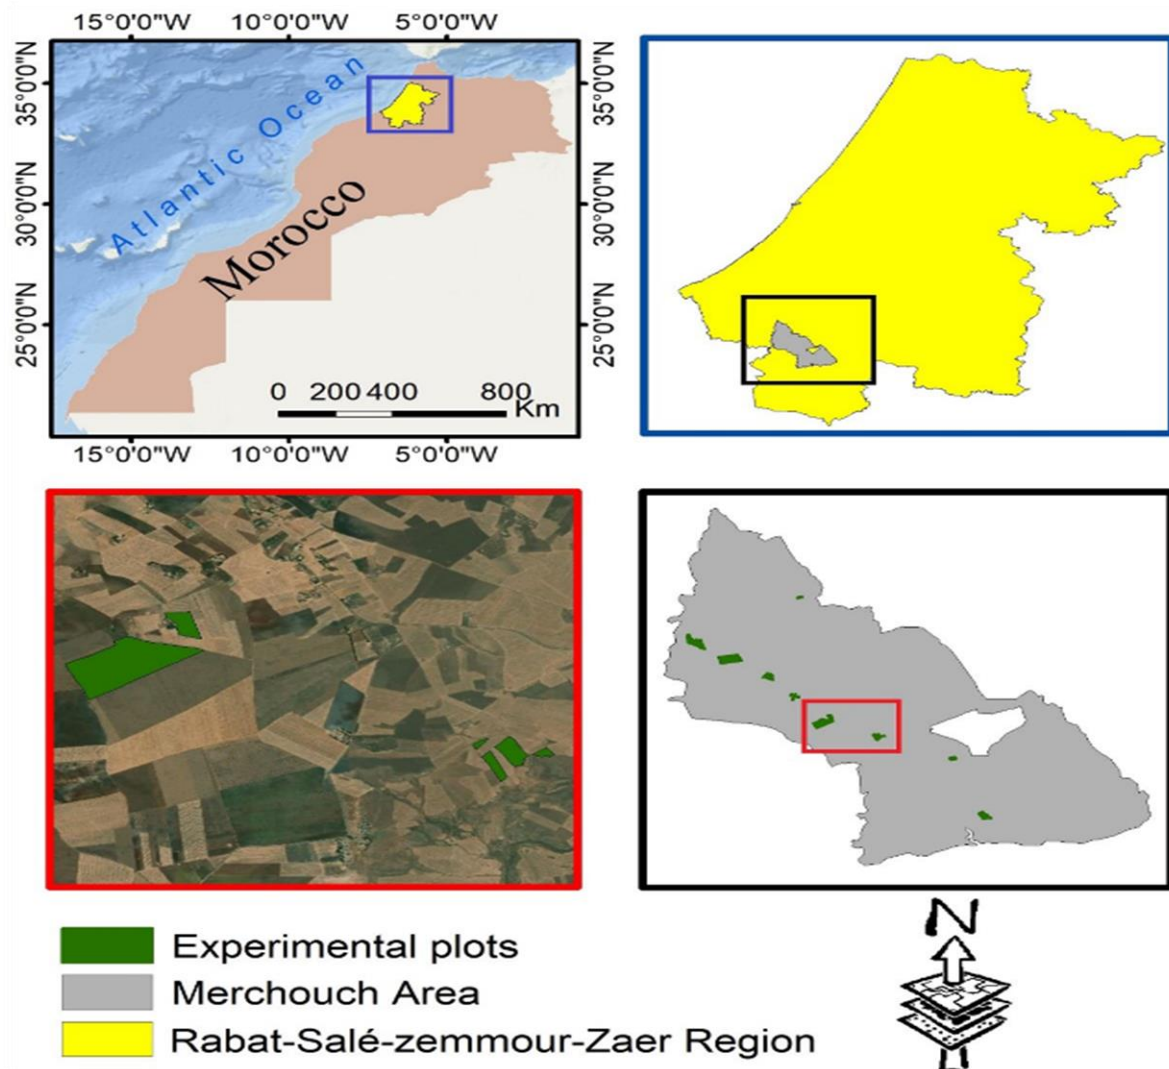 15°0'0"W 10°0'0"W 5°0'0"W
35°0'0"N
30°0'0"N
25°0'0"N
35°0'0"N
30°0'0"N
25°0'0"N
Atlantic Ocean
Morocco
0 200 400 800
Km
15°0'0"W 10°0'0"W 5°0'0"W
N
Experimental plots
Merchouch Area
Rabat-Salé-zemmour-Zaer Region